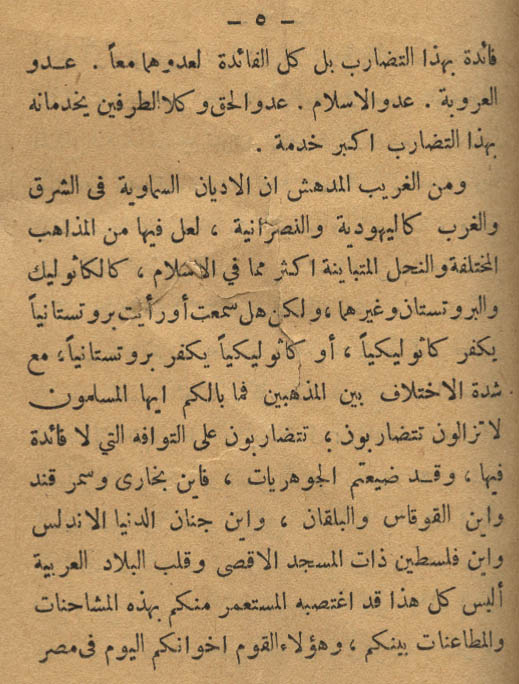 — ٥ —
فائدة بهذا التضارب بل كل الفائدة لعدوهما معاً . عـدو
العروبة . عدو الاسلام . عدو الحق وكلا الطرفين يخدمانه
بهذا التضارب اكبر خدمة .
ومن الغريب المدهش ان الاديان السماوية فى الشرق
والغرب كاليهودية والنصرانية ، لعل فيها من المذاهب
المختلفة والنحل المتباينة اكثر مما في الاسلام ، كالكاثوليك
والبروتستان وغيرهما ، ولكن هل سمعت أو رأيت بروتستانياً
يكفر كاثوليكياً ، أو كاثوليكياً يكفر بروتستانياً ، مع
شدة الاختلاف بين المذهبين فما بالكم ايها المسلمون
لا تزالون تتضاربون ؛ تتضاربون على التوافه التي لا فائدة
فيها ، وقـد ضيعتم الجوهريات ، فاين بخارى وسمر قند
واين القوقاس والبلقان ، واين جنان الدنيا الاندلس
واين فلسطين ذات المسجد الاقصى وقلب البلاد العربية
أليس كل هذا قد اغتصبه المستعمر منكم بهذه المشاحنات
والمطاعنات بينكم ، وهؤلاء القوم اخوانكم اليوم فى مصر